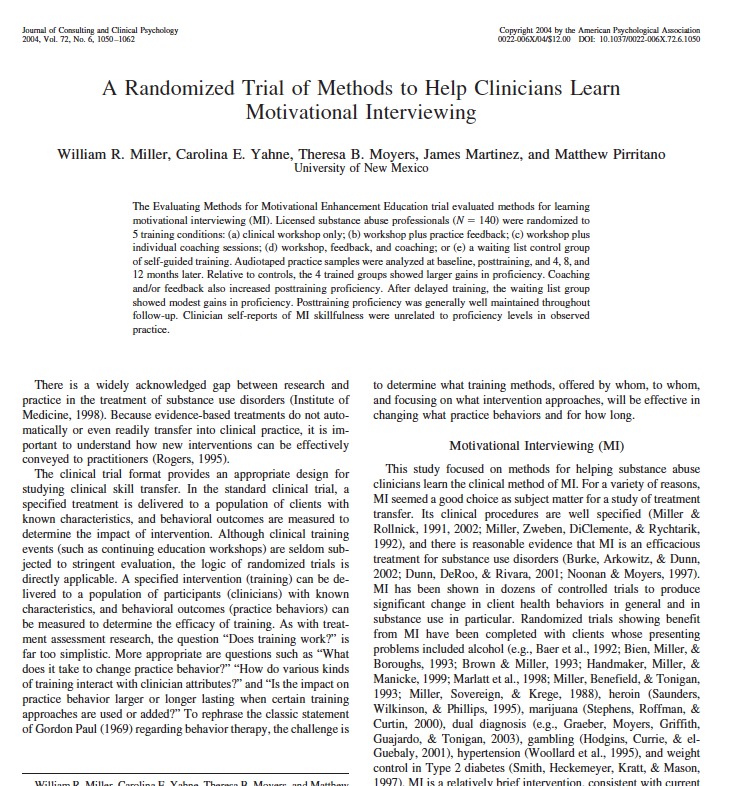 Journal of Consulting and Clinical Psychology
2004, Vol. 72, No. 6, 1050–1062
Copyright 2004 by the American Psychological Association
0022-006X/04/$12.00 DOI: 10.1037/0022-006X.72.6.1050
A Randomized Trial of Methods to Help Clinicians Learn
Motivational Interviewing
William R. Miller, Carolina E. Yahne, Theresa B. Moyers, James Martinez, and Matthew Pirritano
University of New Mexico
The Evaluating Methods for Motivational Enhancement Education trial evaluated methods for learning
motivational interviewing (MI). Licensed substance abuse professionals (N = 140) were randomized to
5 training conditions: (a) clinical workshop only; (b) workshop plus practice feedback; (c) workshop plus
individual coaching sessions; (d) workshop, feedback, and coaching; or (e) a waiting list control group
of self-guided training. Audiotaped practice samples were analyzed at baseline, posttraining, and 4, 8, and
12 months later. Relative to controls, the 4 trained groups showed larger gains in proficiency. Coaching
and/or feedback also increased posttraining proficiency. After delayed training, the waiting list group
showed modest gains in proficiency. Posttraining proficiency was generally well maintained throughout
follow-up. Clinician self-reports of MI skillfulness were unrelated to proficiency levels in observed
practice.
There is a widely acknowledged gap between research and
practice in the treatment of substance use disorders (Institute of
Medicine, 1998). Because evidence-based treatments do not auto-
matically or even readily transfer into clinical practice, it is im-
portant to understand how new interventions can be effectively
conveyed to practitioners (Rogers, 1995).
The clinical trial format provides an appropriate design for
studying clinical skill transfer. In the standard clinical trial, a
specified treatment is delivered to a population of clients with
known characteristics, and behavioral outcomes are measured to
determine the impact of intervention. Although clinical training
events (such as continuing education workshops) are seldom sub-
jected to stringent evaluation, the logic of randomized trials is
directly applicable. A specified intervention (training) can be de-
livered to a population of participants (clinicians) with known
characteristics, and behavioral outcomes (practice behaviors) can
be measured to determine the efficacy of training. As with treat-
ment assessment research, the question “Does training work?” is
far too simplistic. More appropriate are questions such as “What
does it take to change practice behavior?” “How do various kinds
of training interact with clinician attributes?” and “Is the impact on
practice behavior larger or longer lasting when certain training
approaches are used or added?” To rephrase the classic statement
of Gordon Paul (1969) regarding behavior therapy, the challenge is
William R. Miller, Carolina E. Yahne, Theresa B. Moyers, and Matthew
to determine what training methods, offered by whom, to whom,
and focusing on what intervention approaches, will be effective in
changing what practice behaviors and for how long.
Motivational Interviewing (MI)
This study focused on methods for helping substance abuse
clinicians learn the clinical method of MI. For a variety of reasons,
MI seemed a good choice as subject matter for a study of treatment
transfer. Its clinical procedures are well specified (Miller &
Rollnick, 1991, 2002; Miller, Zweben, DiClemente, & Rychtarik,
1992), and there is reasonable evidence that MI is an efficacious
treatment for substance use disorders (Burke, Arkowitz, & Dunn,
2002; Dunn, DeRoo, & Rivara, 2001; Noonan & Moyers, 1997).
MI has been shown in dozens of controlled trials to produce
significant change in client health behaviors in general and in
substance use in particular. Randomized trials showing benefit
from MI have been completed with clients whose presenting
problems included alcohol (e.g., Baer et al., 1992; Bien, Miller, &
Boroughs, 1993; Brown & Miller, 1993; Handmaker, Miller, &
Manicke, 1999; Marlatt et al., 1998; Miller, Benefield, & Tonigan,
1993; Miller, Sovereign, & Krege, 1988), heroin (Saunders,
Wilkinson, & Phillips, 1995), marijuana (Stephens, Roffman, &
Curtin, 2000), dual diagnosis (e.g., Graeber, Moyers, Griffith,
Guajardo, & Tonigan, 2003), gambling (Hodgins, Currie, & el-
Guebaly, 2001), hypertension (Woollard et al., 1995), and weight
control in Type 2 diabetes (Smith, Heckemeyer, Kratt, & Mason,
1997). MI is a relatively brief intervention, consistent with current